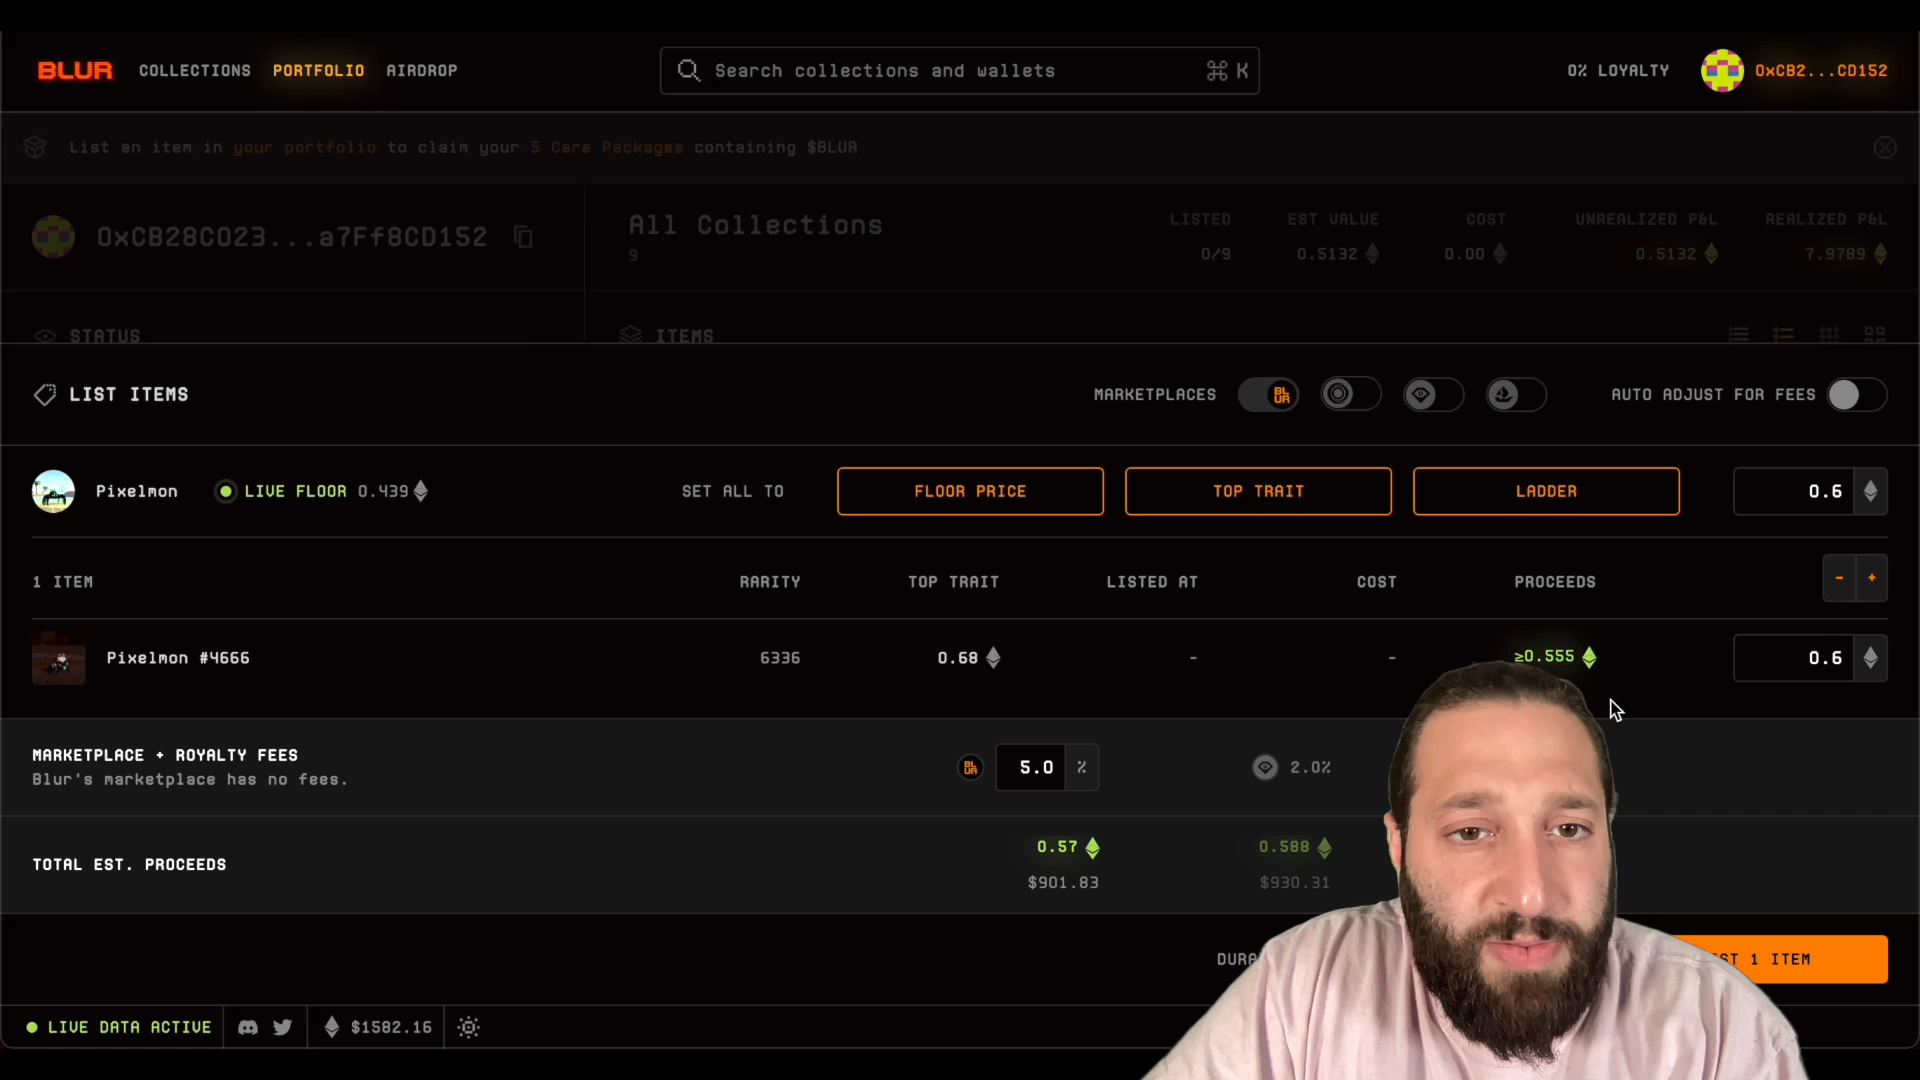 BLUR COLLECTIONS PORTFOLIO AIRDROP Search collections and wallets ⌘ K 0% LOYALTY 0xCB2...CD152
List an item in your portfolio to claim your 5 Care Packages containing $BLUR
0xCB28C023...a7Ff8CD152
All Collections
9
LISTED EST VALUE COST UNREALIZED P&L REALIZED P&L
0/9 0.5132 0.00 0.5132 7.9789
STATUS ITEMS
LIST ITEMS MARKETPLACES BLUR AUTO ADJUST FOR FEES
Pixelmon LIVE FLOOR 0.439 SET ALL TO FLOOR PRICE TOP TRAIT LADDER 0.6
1 ITEM RARITY TOP TRAIT LISTED AT COST PROCEEDS - +
Pixelmon #4666 6336 0.68 - - ≥0.555 0.6
MARKETPLACE + ROYALTY FEES
Blur's marketplace has no fees.
BLUR 5.0 % 2.0%
TOTAL EST. PROCEEDS
0.57 0.588
$901.83 $930.31
1 ITEM
LIVE DATA ACTIVE $1582.16